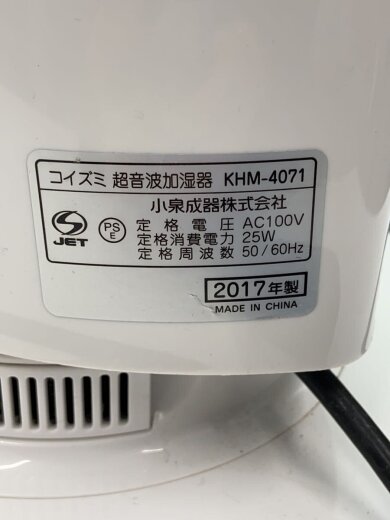 コイズミ 超音波加湿器 KHM-4071
小泉成器株式会社
S JET
PS E
定格電圧 AC100V
定格消費電力 25W
定格周波数 50/60Hz
2017年製
MADE IN CHINA